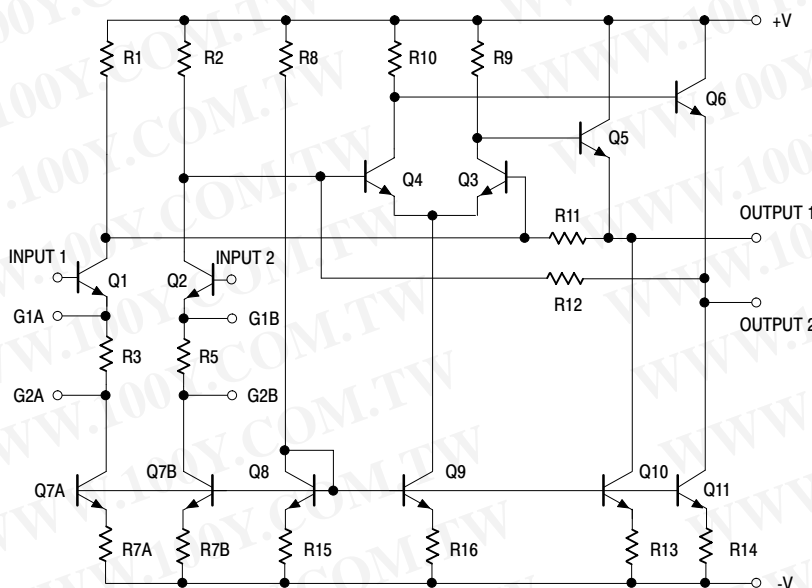 +V
R1 R2 R8 R10 R9
Q6
Q5
Q4 Q3
R11 OUTPUT 1
INPUT 1 INPUT 2
Q1 Q2
R12
G1A G1B OUTPUT 2
R3 R5
G2A G2B
Q7A Q7B Q8 Q9 Q10 Q11
R7A R7B R15 R16 R13 R14
-V
WWW.100Y.COM.TW